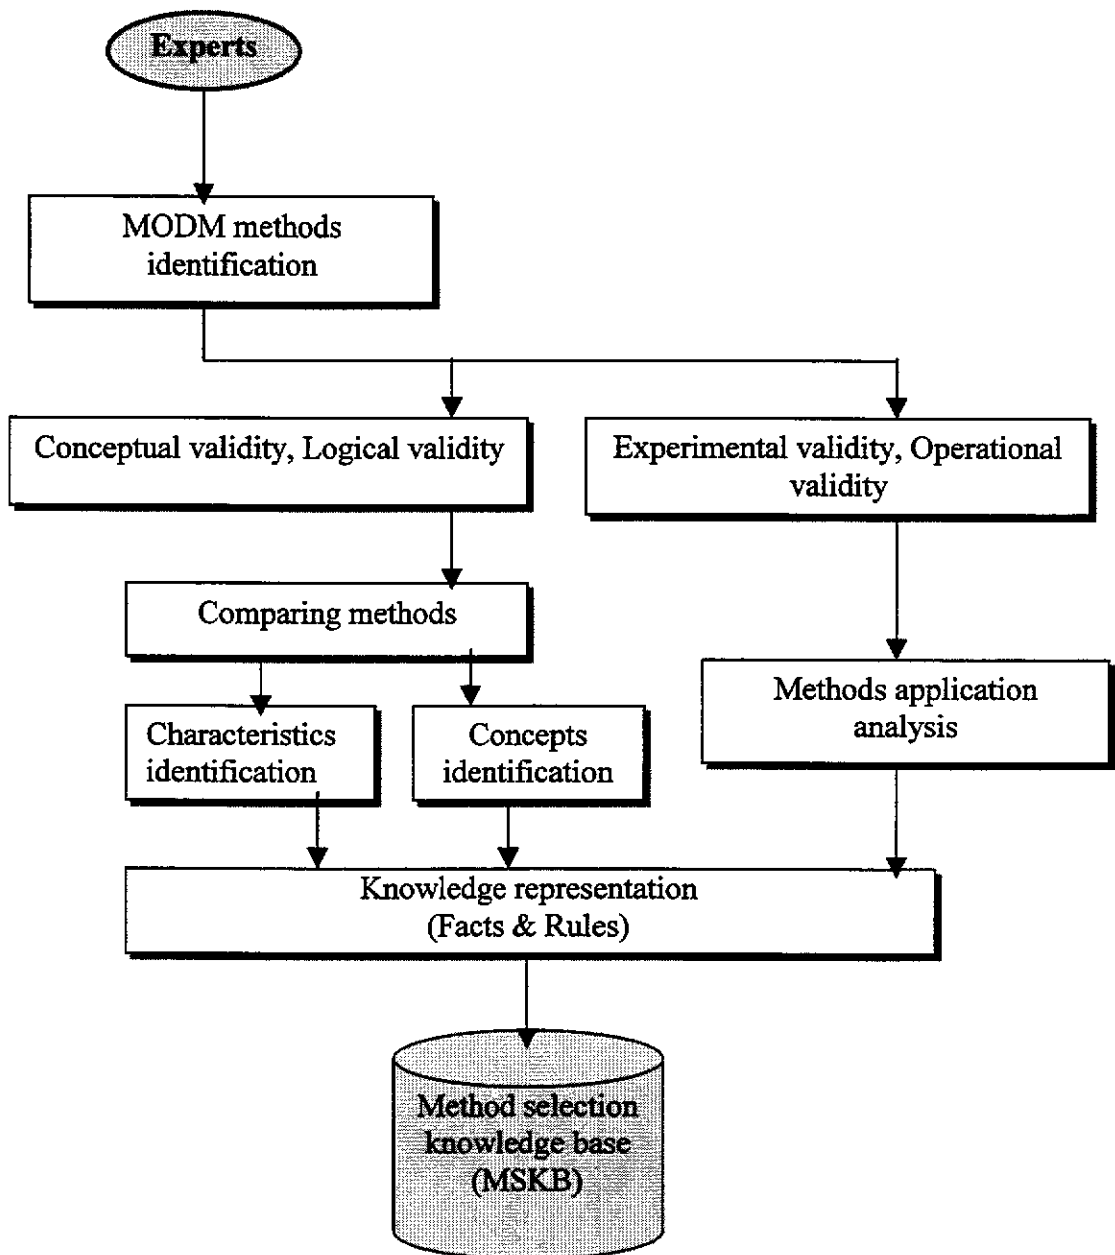 Experts
MODM methods
identification
Conceptual validity, Logical validity
Experimental validity, Operational
validity
Comparing methods
Methods application
analysis
Characteristics
identification
Concepts
identification
Knowledge representation
(Facts & Rules)
Method selection
knowledge base
(MSKB)